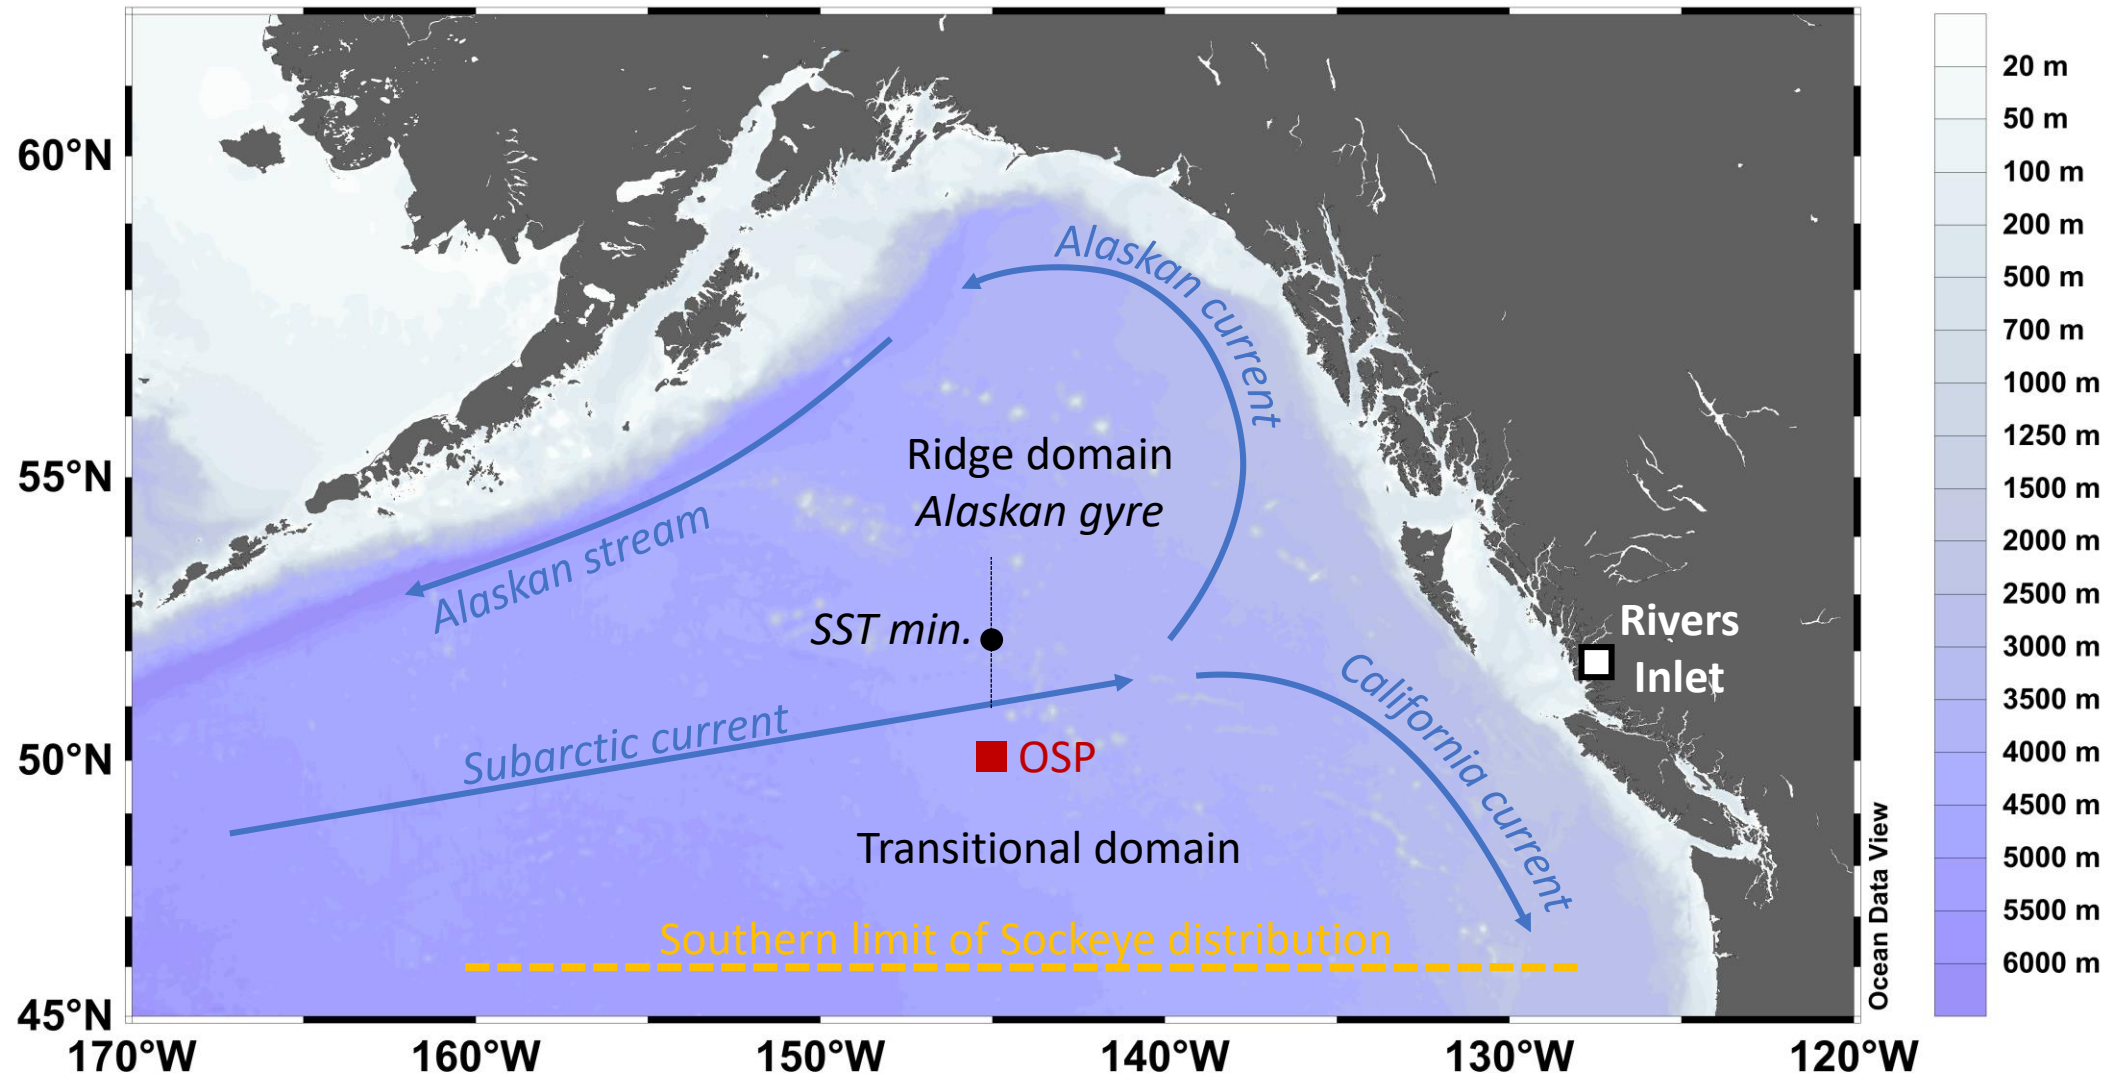 60°N
55°N
50°N
45°N
170°W
160°W
150°W
140°W
130°W
120°W
Alaskan current
Ridge domain
Alaskan gyre
Alaskan stream
SST min.
Rivers
Inlet
Subarctic current
California current
OSP
Transitional domain
Southern limit of Sockeye distribution
Ocean Data View
20 m
50 m
100 m
200 m
500 m
700 m
1000 m
1250 m
1500 m
2000 m
2500 m
3000 m
3500 m
4000 m
4500 m
5000 m
5500 m
6000 m